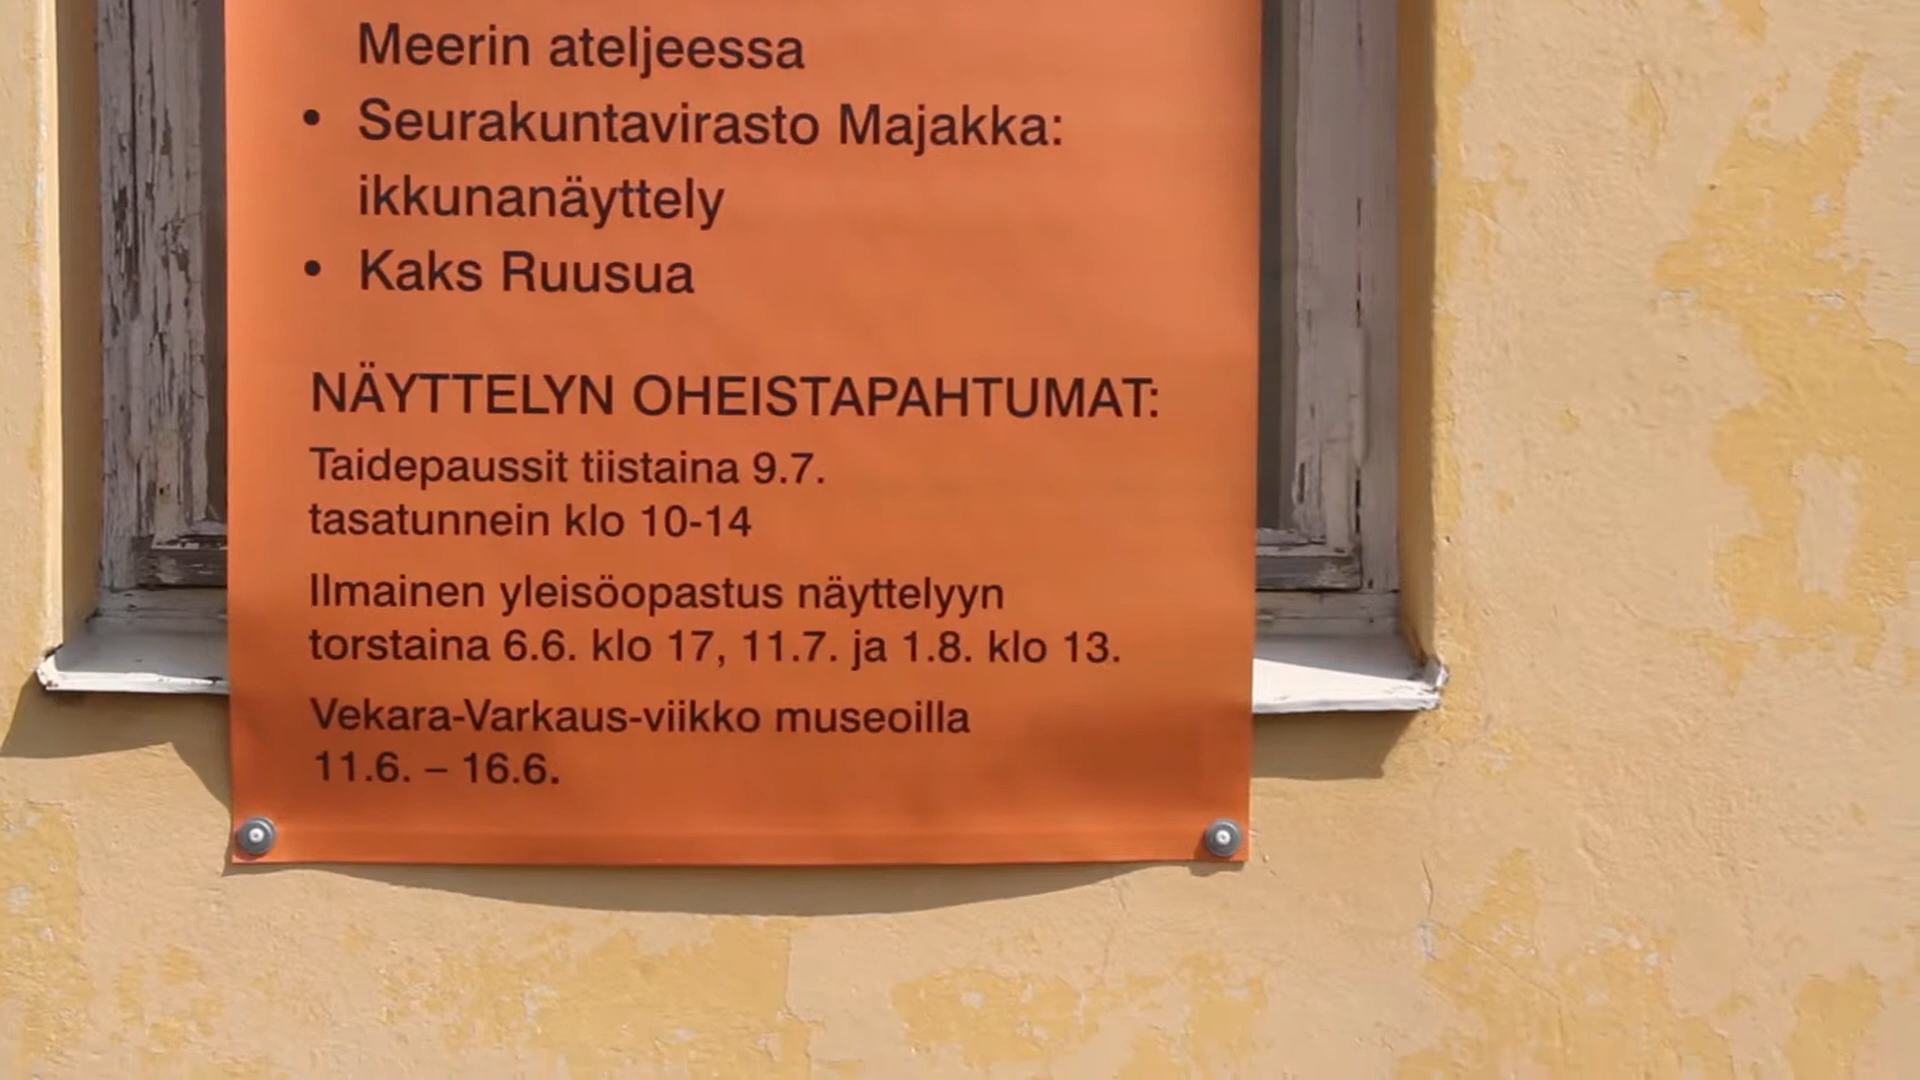 Meerin ateljeessa
• Seurakuntavirasto Majakka:
ikkunanäyttely
• Kaks Ruusua
NÄYTTELYN OHEISTAPAHTUMAT:
Taidepaussit tiistaina 9.7.
tasatunnein klo 10-14
Ilmainen yleisöopastus näyttelyyn
torstaina 6.6. klo 17, 11.7. ja 1.8. klo 13.
Vekara-Varkaus-viikko museoilla
11.6. – 16.6.